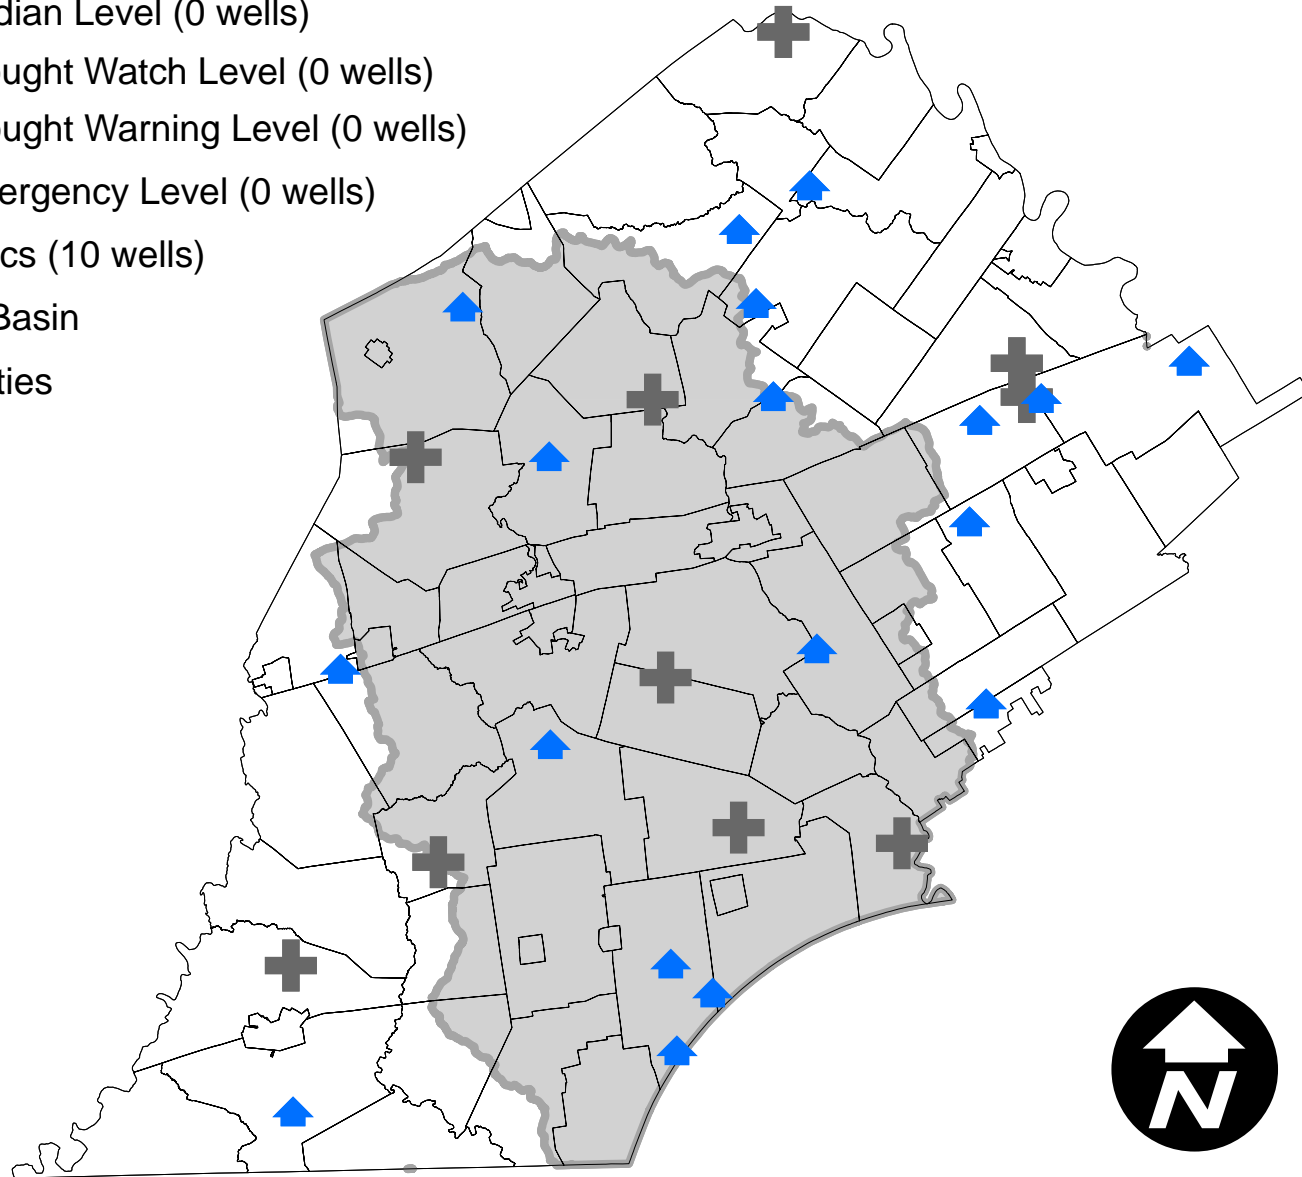 dian Level (0 wells)
ught Watch Level (0 wells)
ught Warning Level (0 wells)
ergency Level (0 wells)
cs (10 wells)
Basin
ties
N